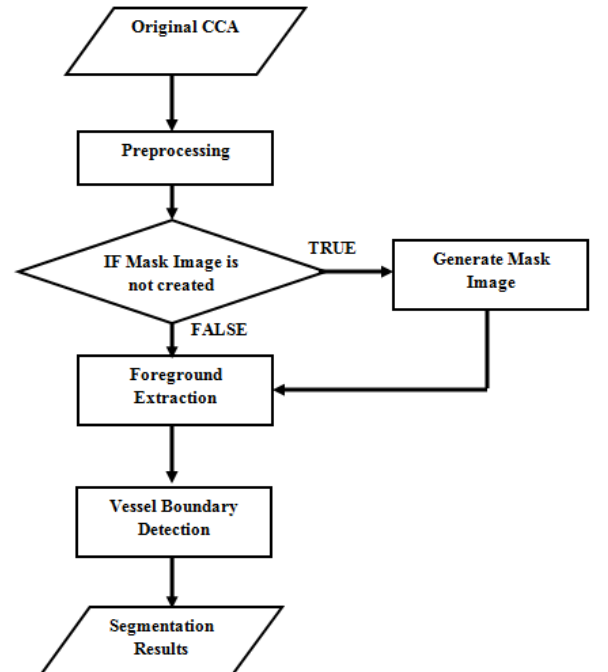 Original CCA
Preprocessing
IF Mask Image is
not created
TRUE
Generate Mask
Image
FALSE
Foreground
Extraction
Vessel Boundary
Detection
Segmentation
Results